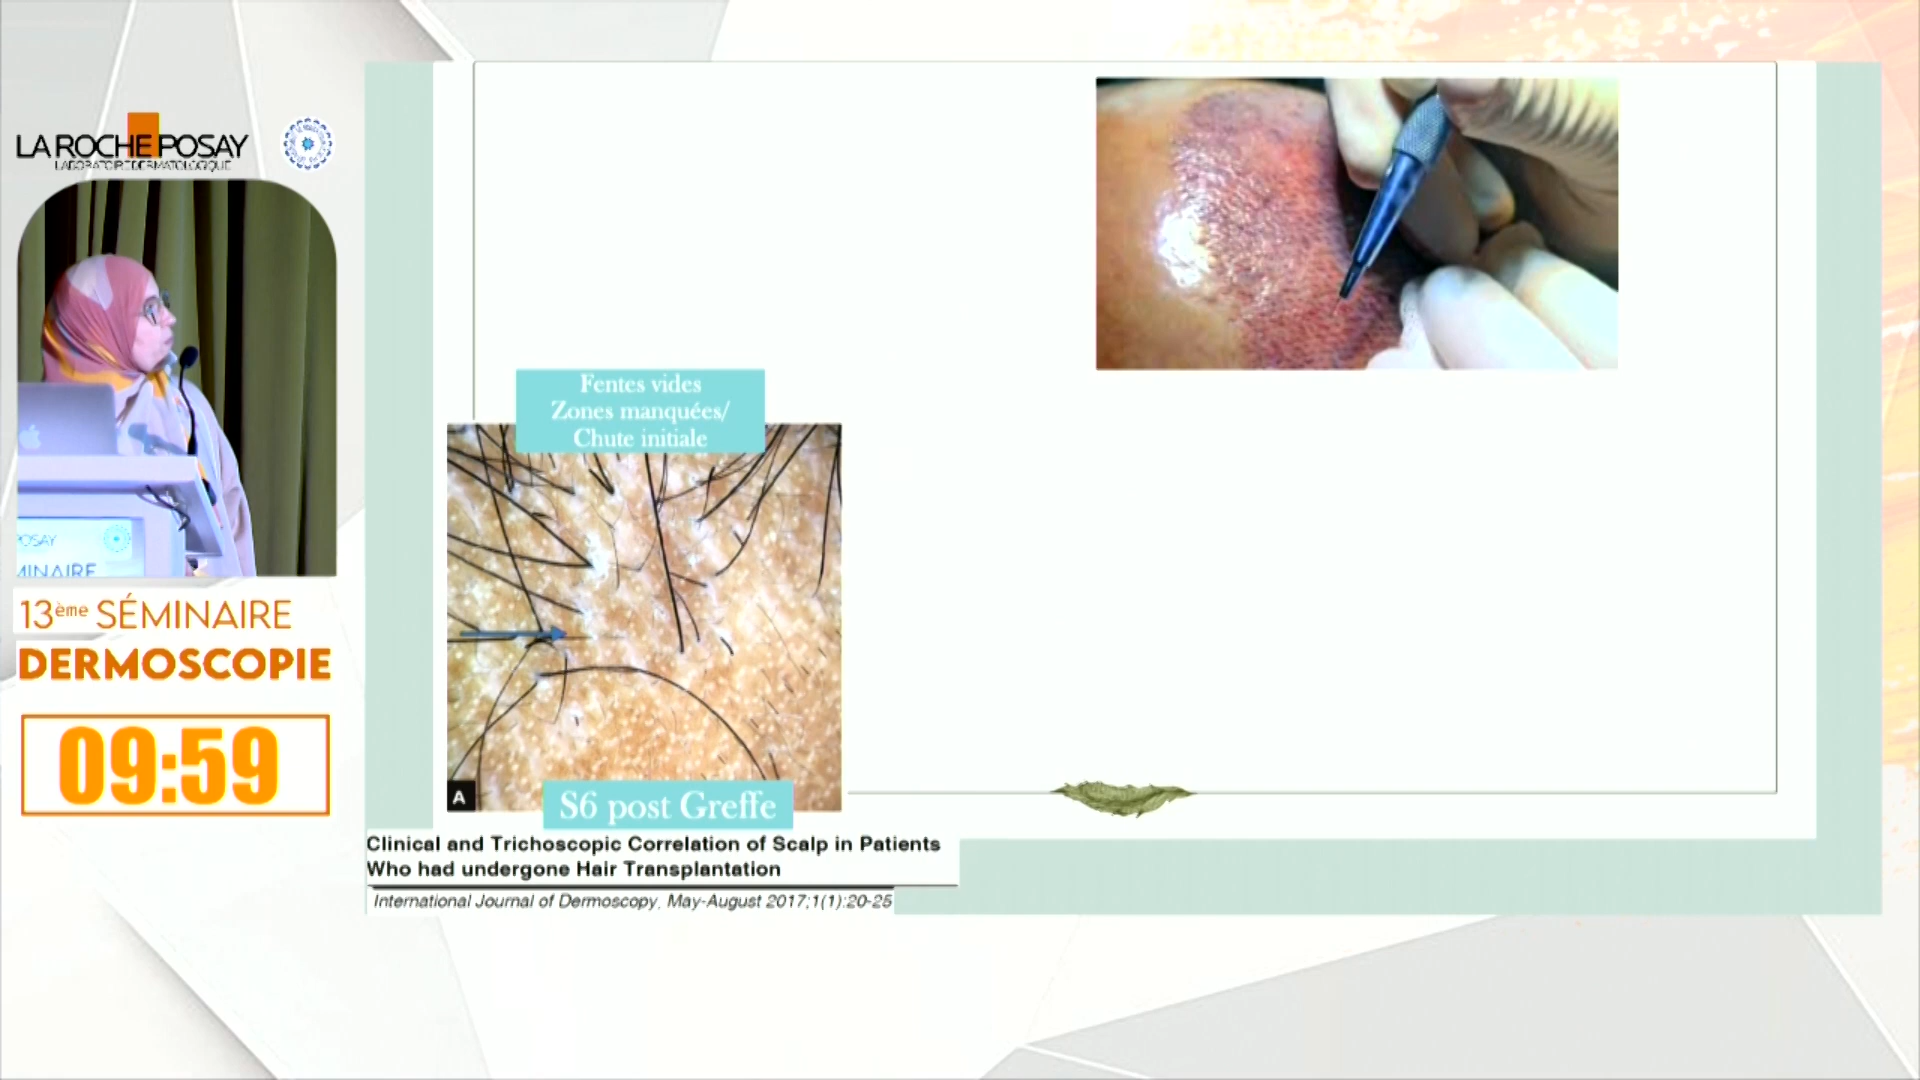 LA ROCHE POSAY
LABORATOIRE DERMATOLOGIQUE
POSAY
MINAIRE
13ème SÉMINAIRE
DERMOSCOPIE
09:59
Fentes vides
Zones manquées/
Chute initiale
A
S6 post Greffe
Clinical and Trichoscopic Correlation of Scalp in Patients
Who had undergone Hair Transplantation
International Journal of Dermoscopy, May-August 2017;1(1):20-25